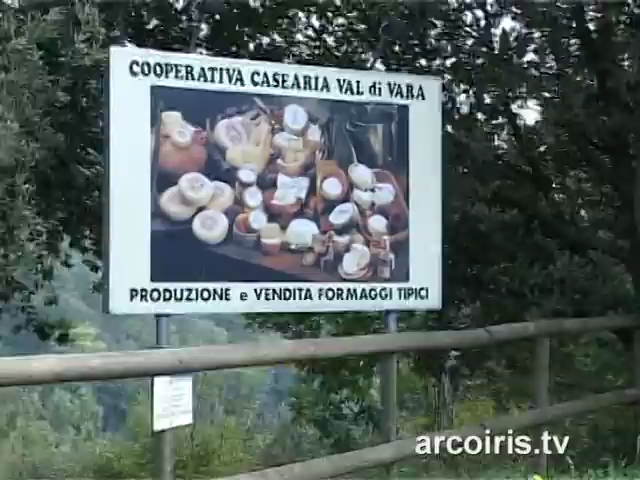 COOPERATIVA CASEARIA VAL di VARA
PRODUZIONE e VENDITA FORMAGGI TIPICI
arcoiris.tv